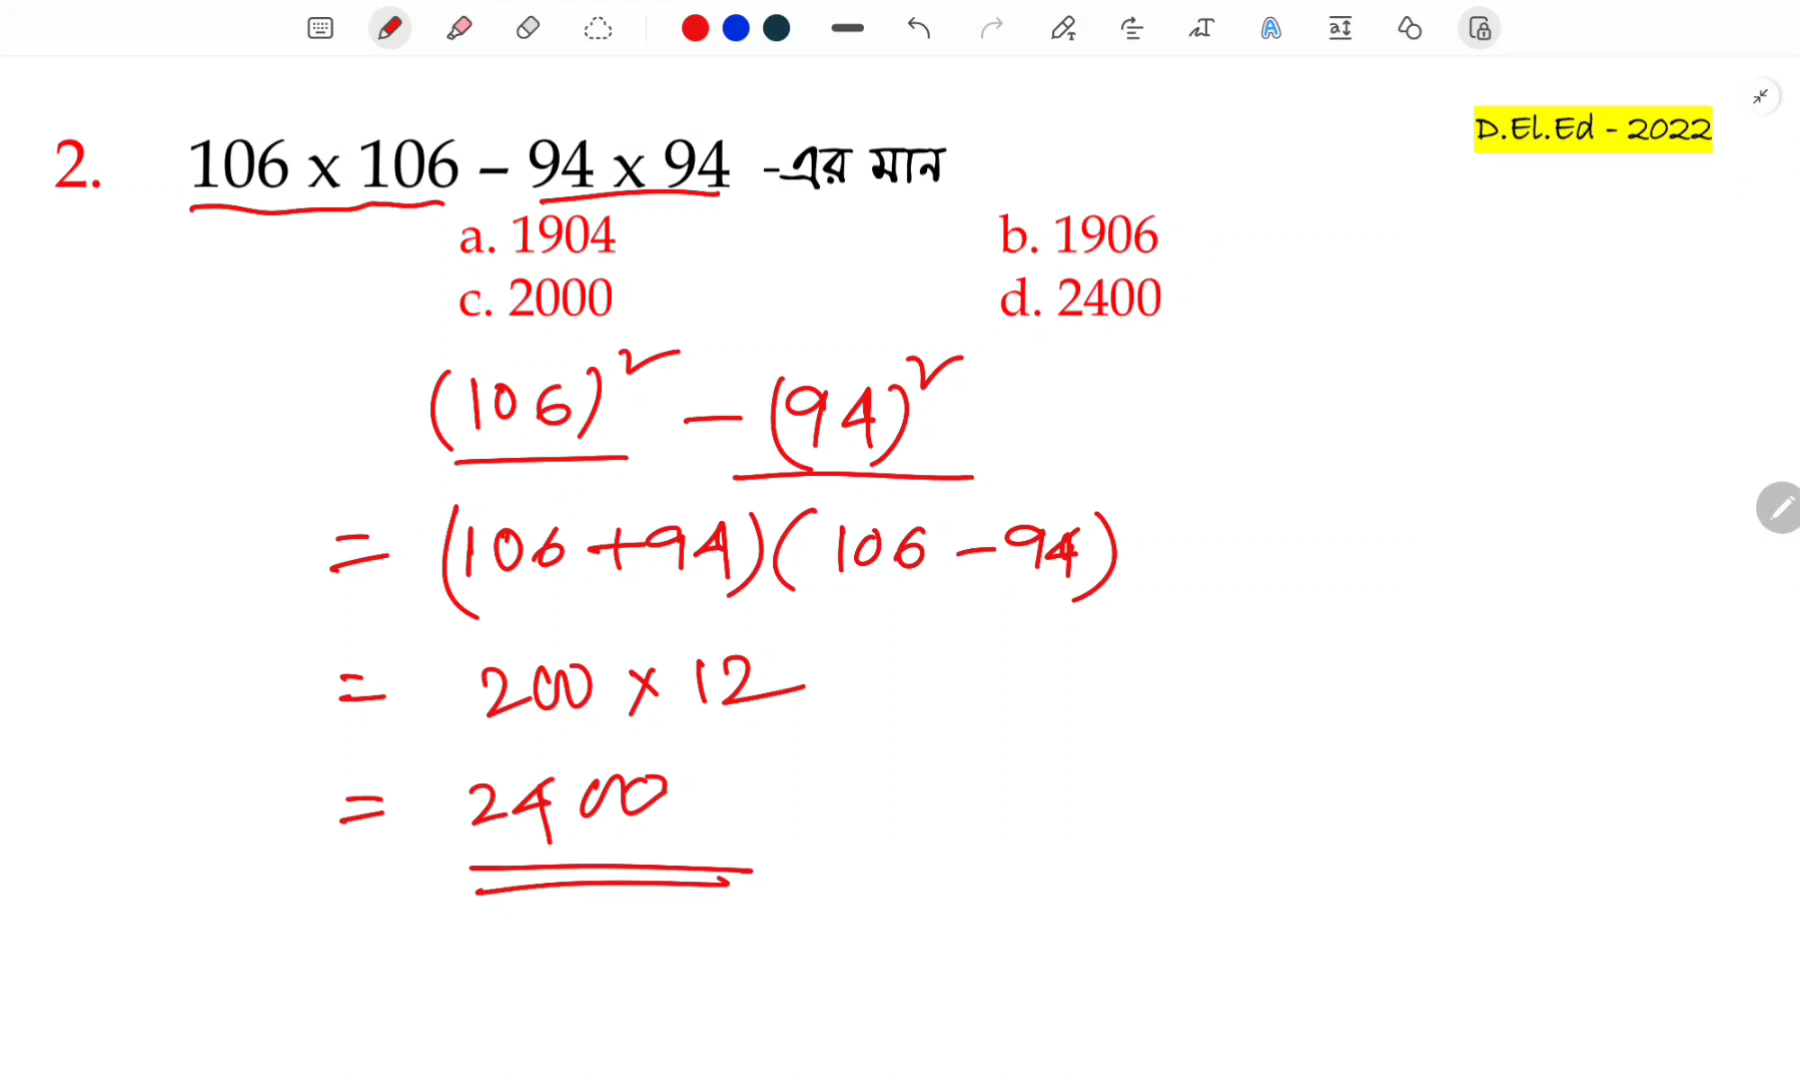 D.El.Ed - 2022
2. 106 x 106 – 94 x 94 -এর মান
a. 1904 b. 1906
c. 2000 d. 2400
(106)² – (94)²
= (106+94)(106–94)
= 200 × 12
= 2400